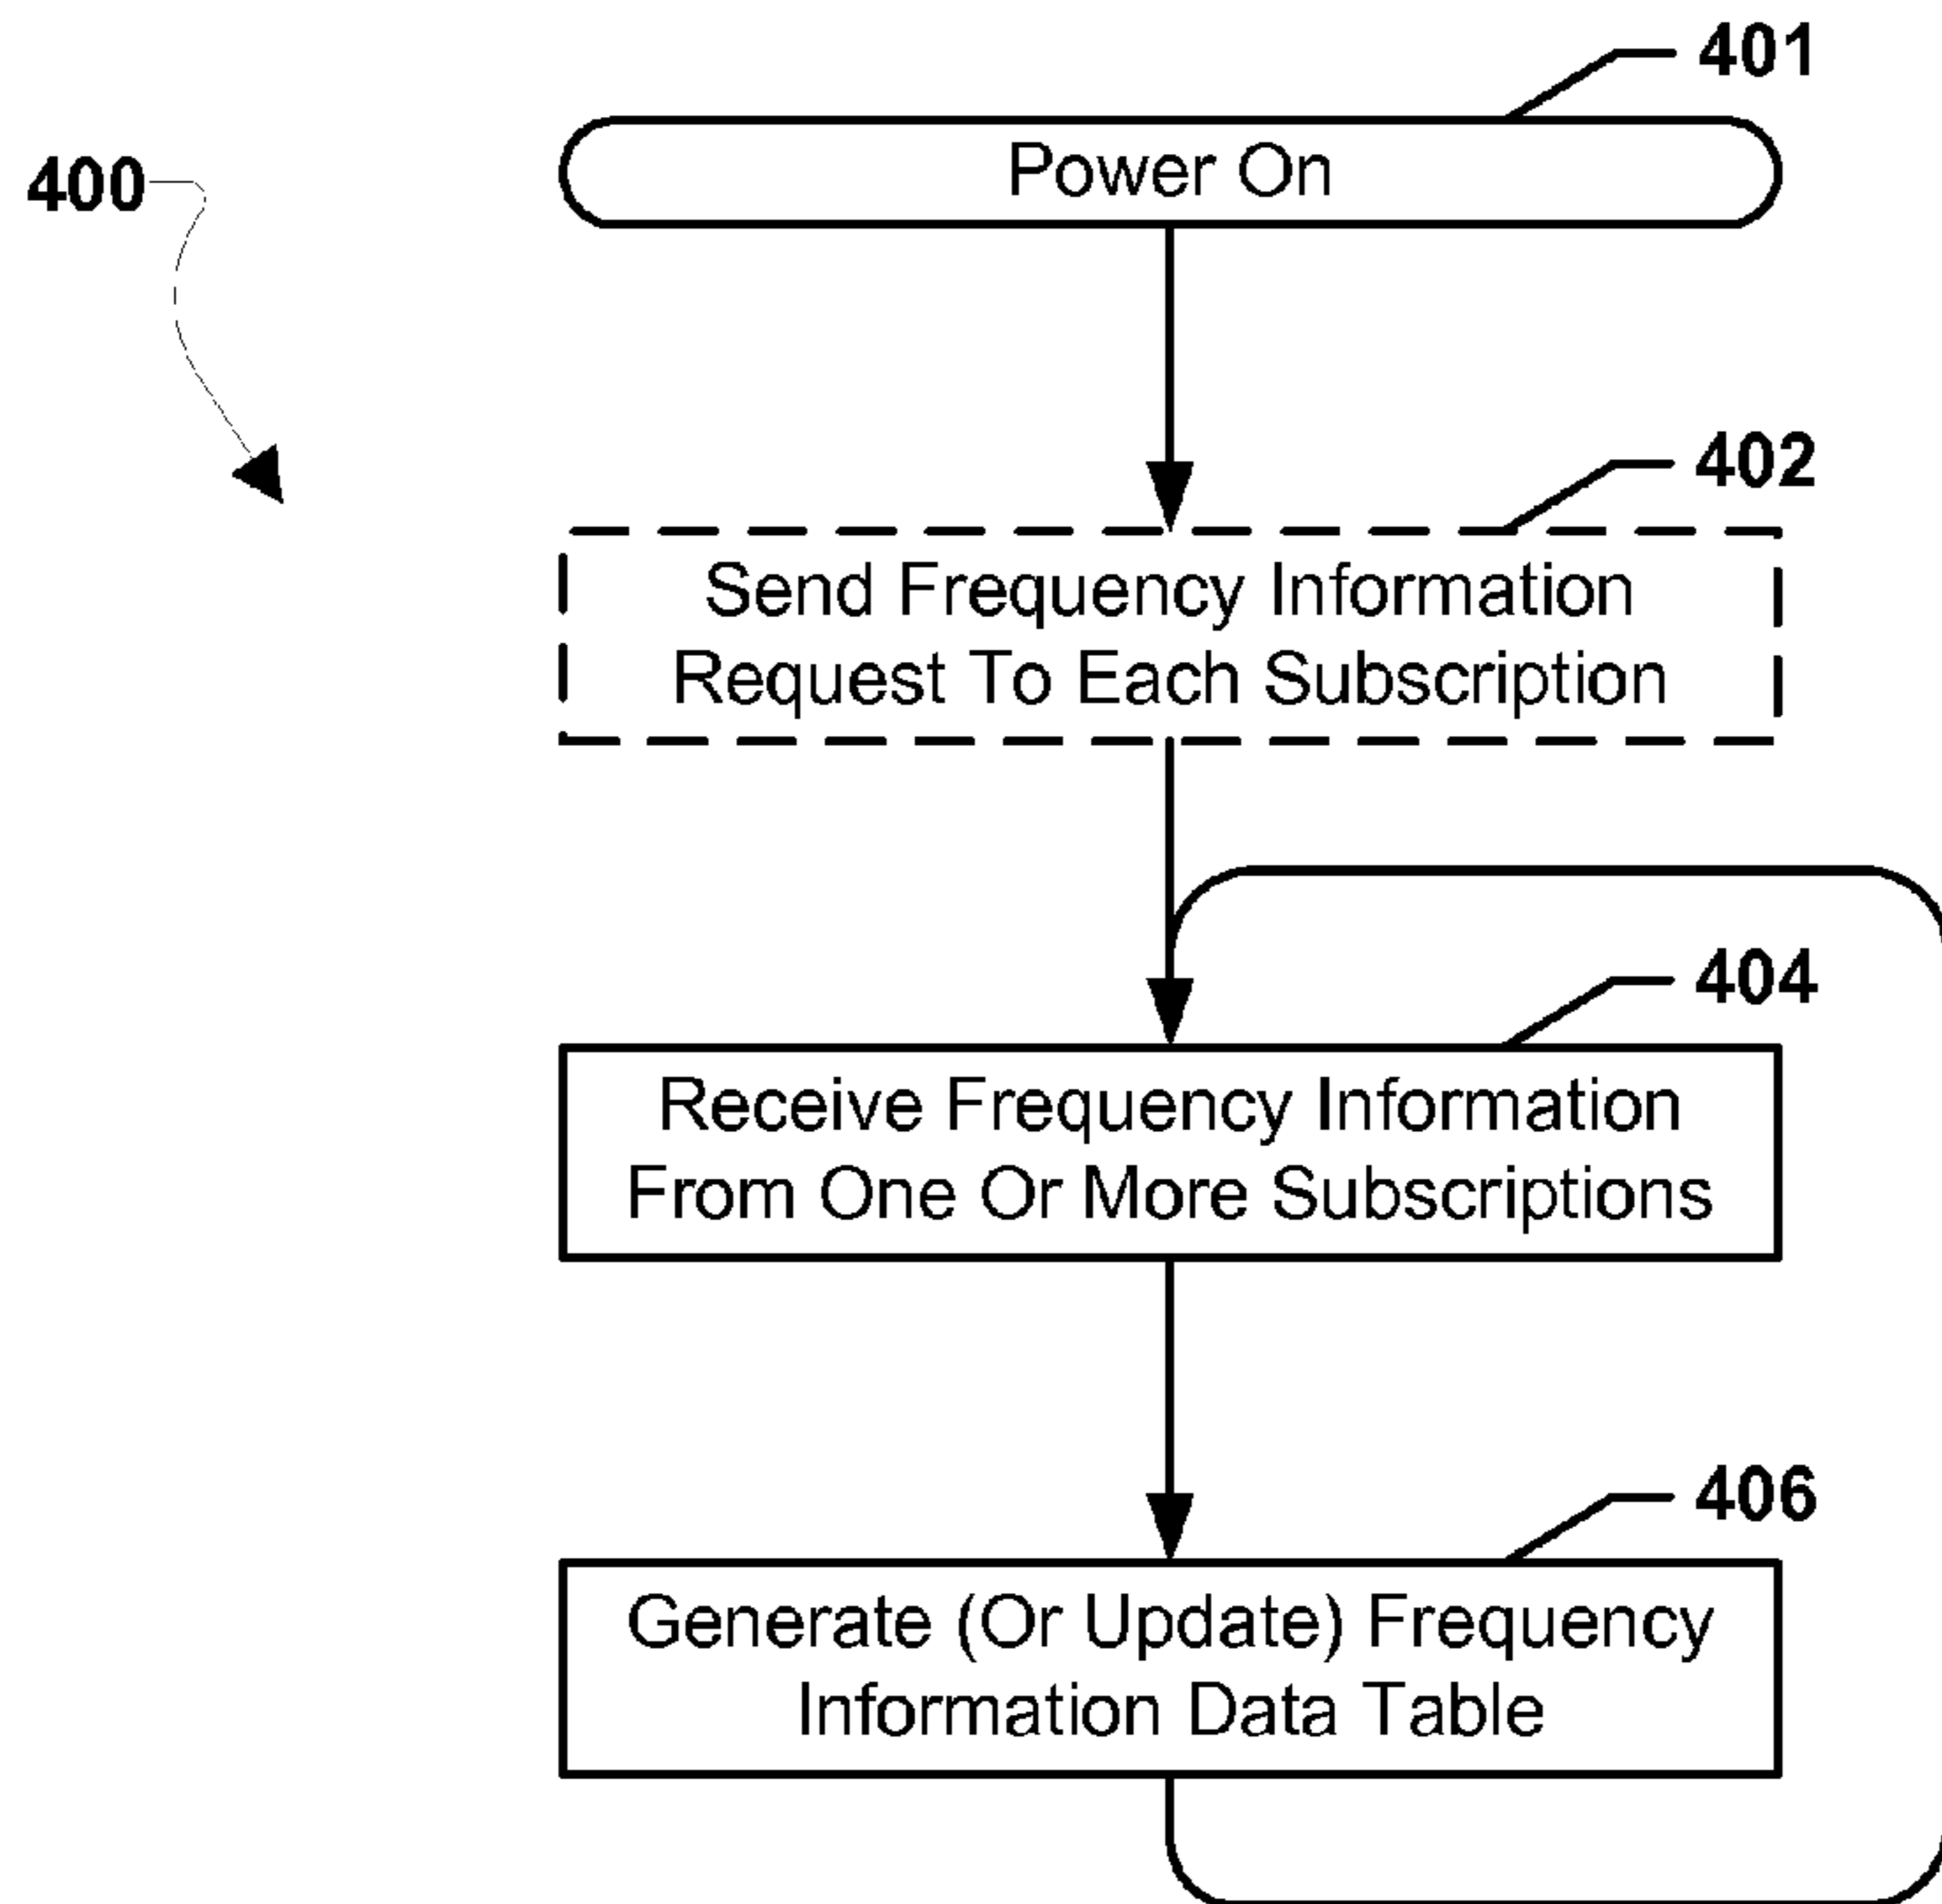 401
Power On
400
402
Send Frequency Information
Request To Each Subscription
404
Receive Frequency Information
From One Or More Subscriptions
406
Generate (Or Update) Frequency
Information Data Table